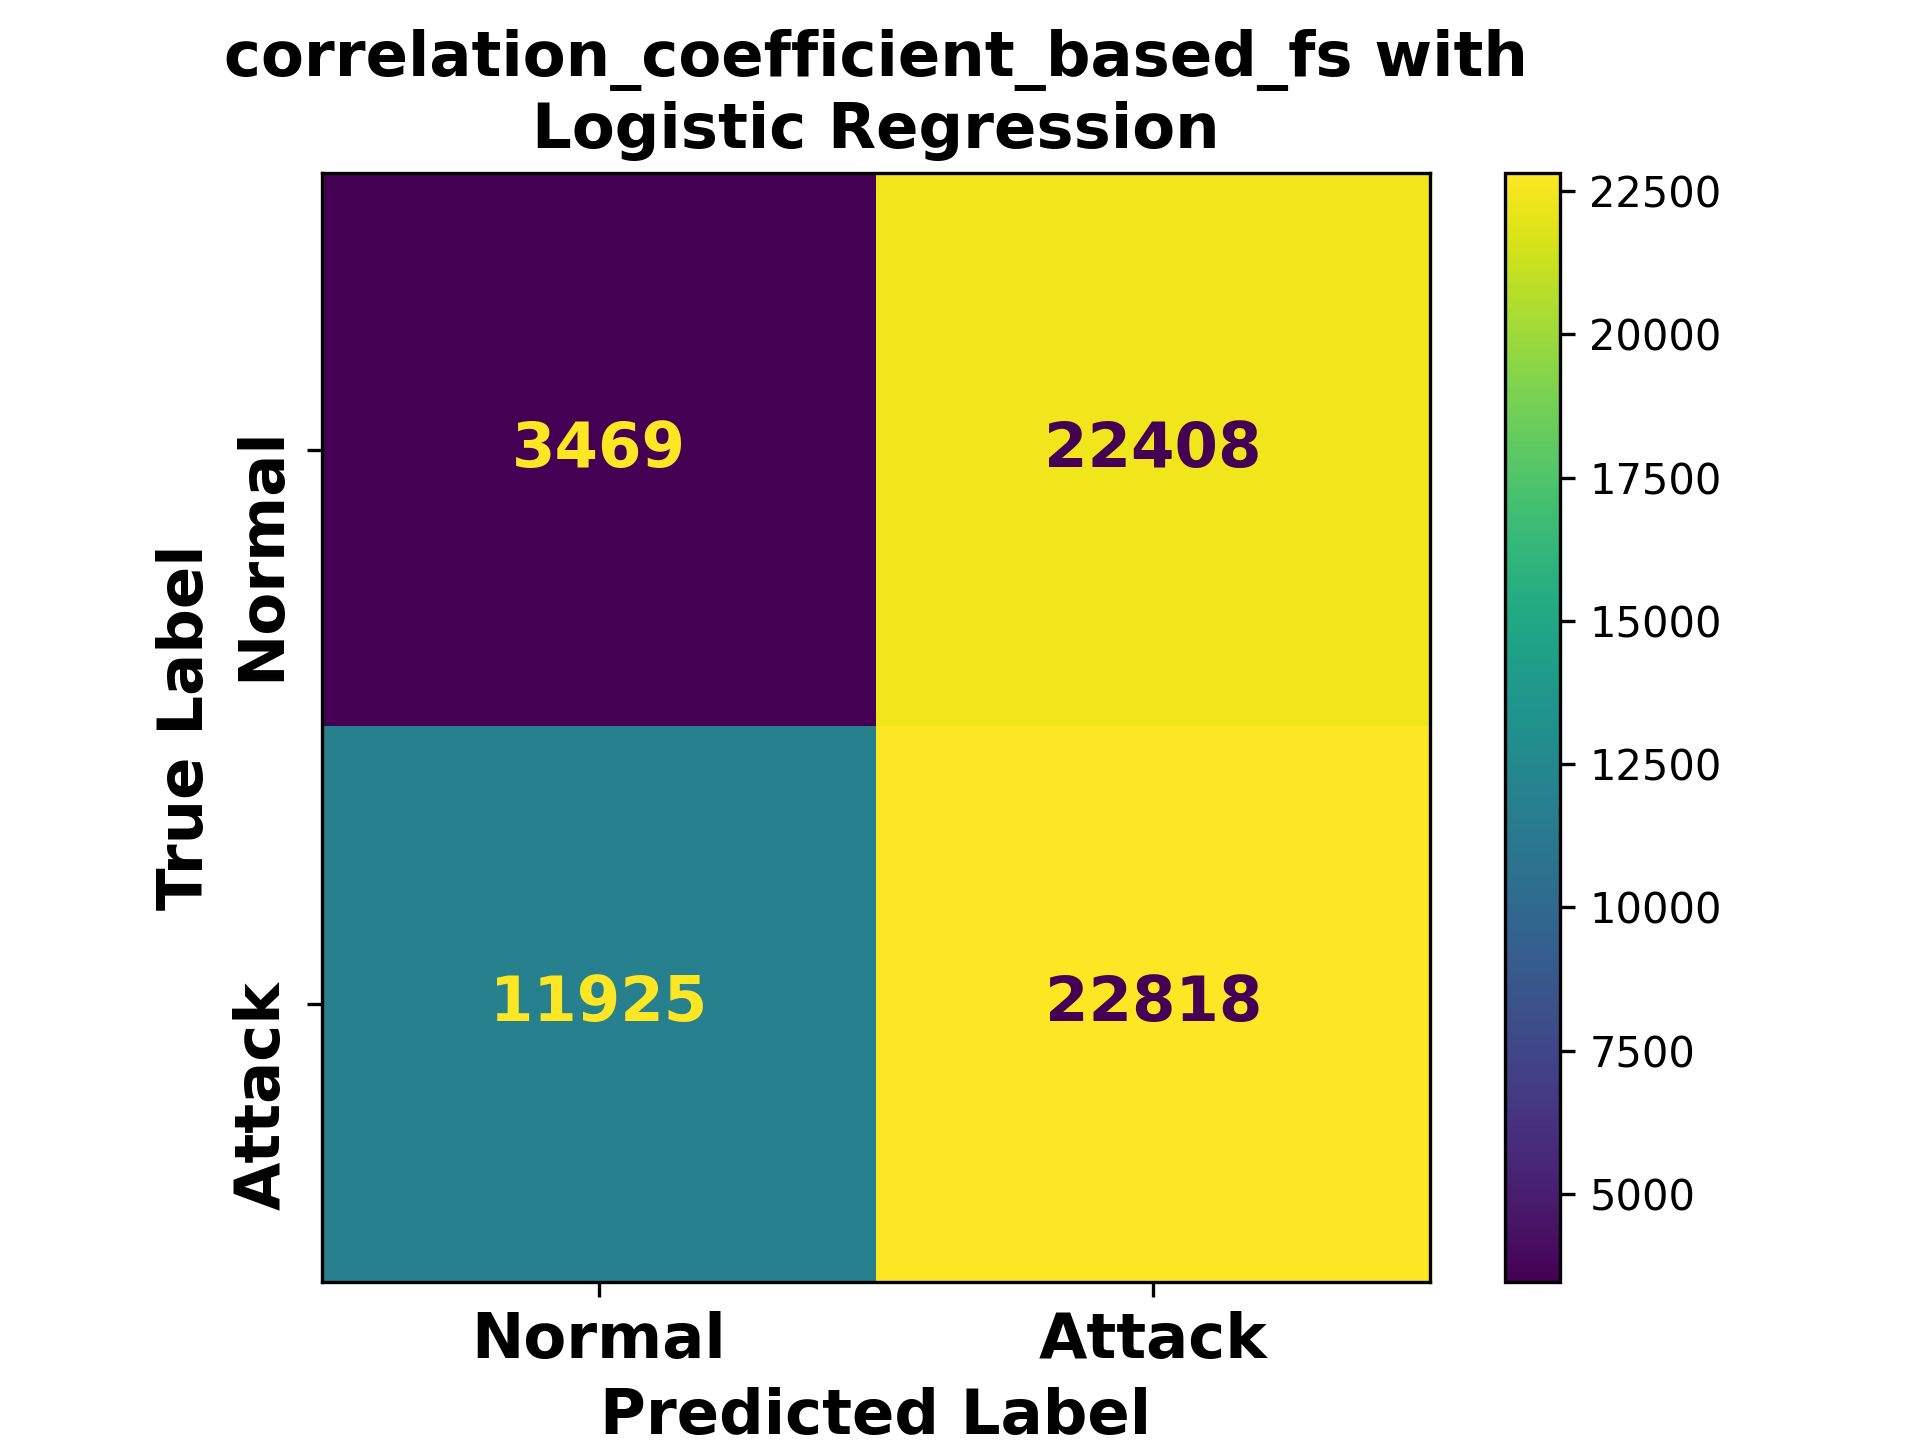 correlation_coefficient_based_fs with
Logistic Regression
True Label
Normal
Attack
3469
22408
11925
22818
Normal
Attack
Predicted Label
22500
20000
17500
15000
12500
10000
7500
5000